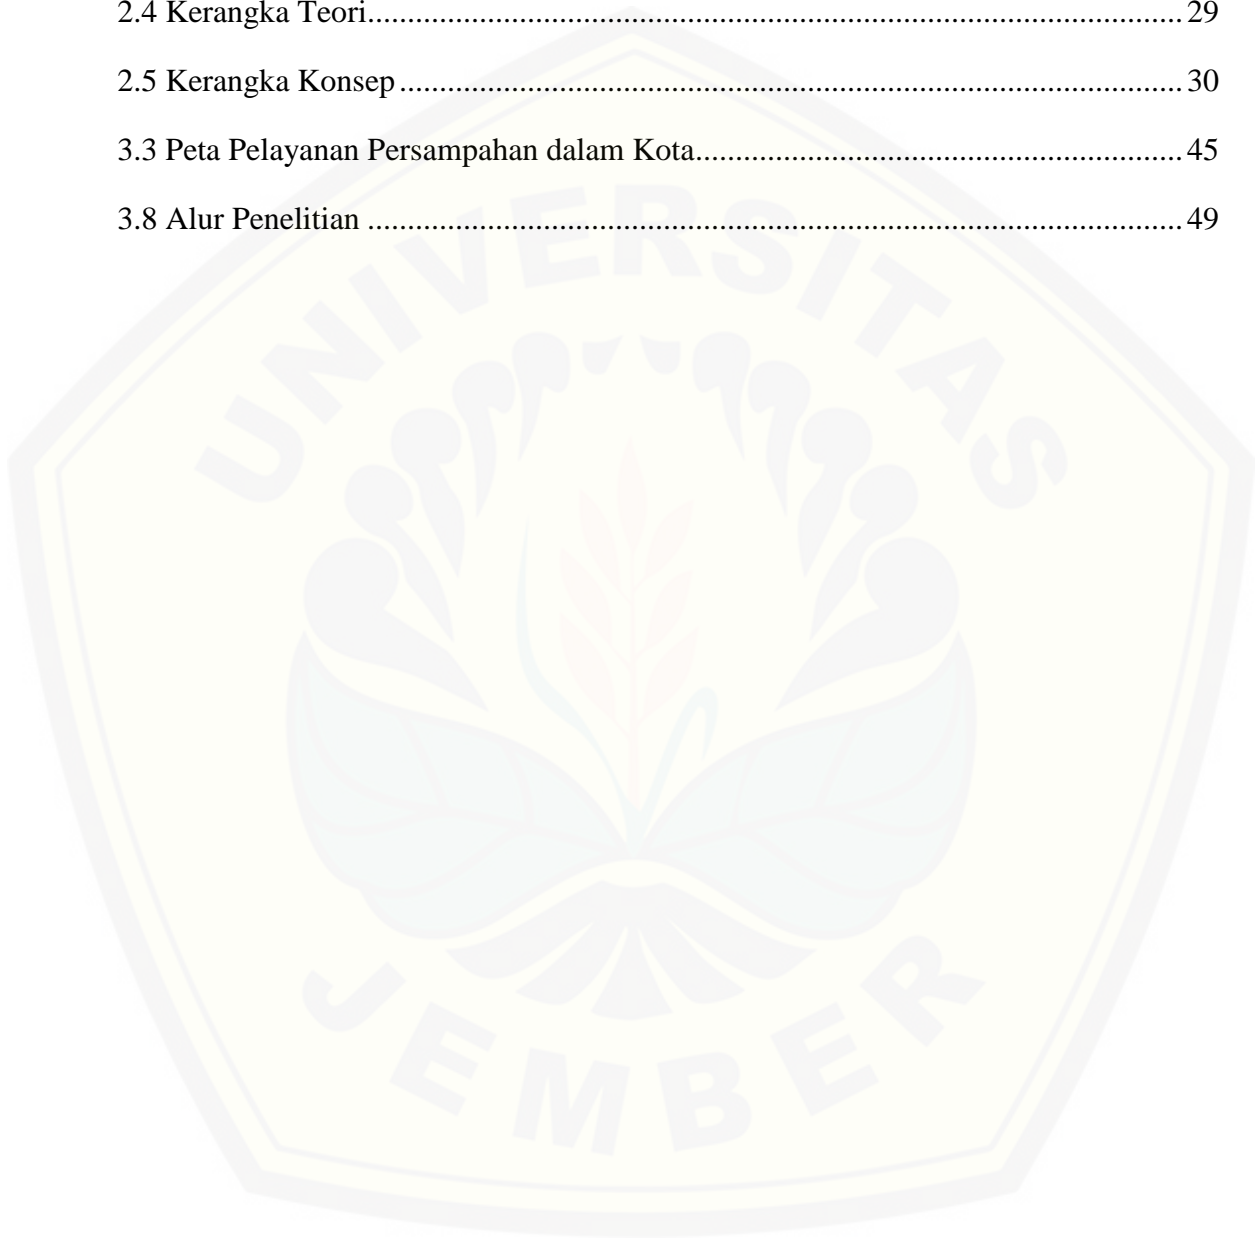 2.4 Kerangka Teori.......................................................................................................29
2.5 Kerangka Konsep...................................................................................................30
3.3 Peta Pelayanan Persampahan dalam Kota.............................................................45
3.8 Alur Penelitian .......................................................................................................49
UNIVERSITAS
JEMBER